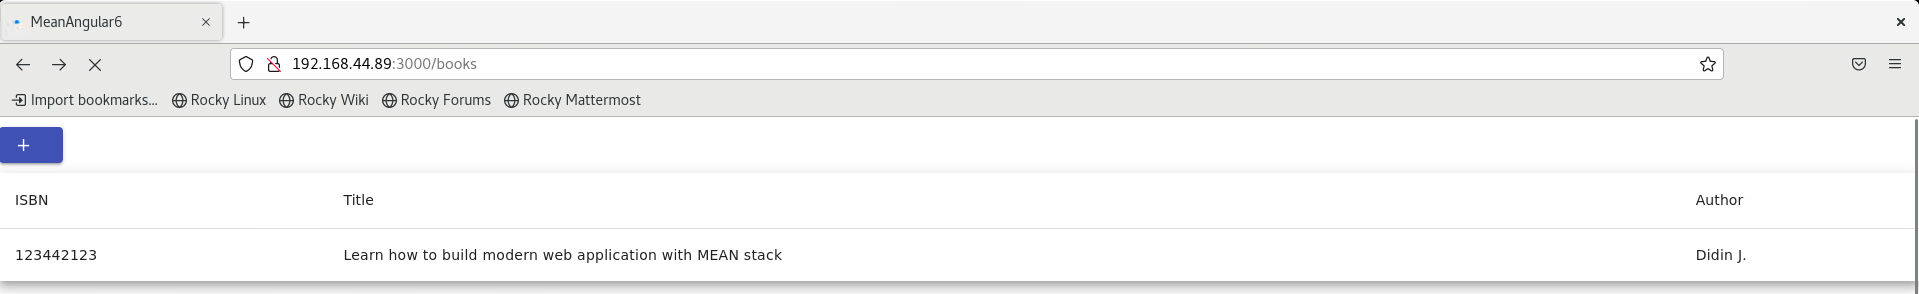 MeanAngular6
192.168.44.89:3000/books
Import bookmarks... Rocky Linux Rocky Wiki Rocky Forums Rocky Mattermost
+
ISBN Title Author
123442123 Learn how to build modern web application with MEAN stack Didin J.